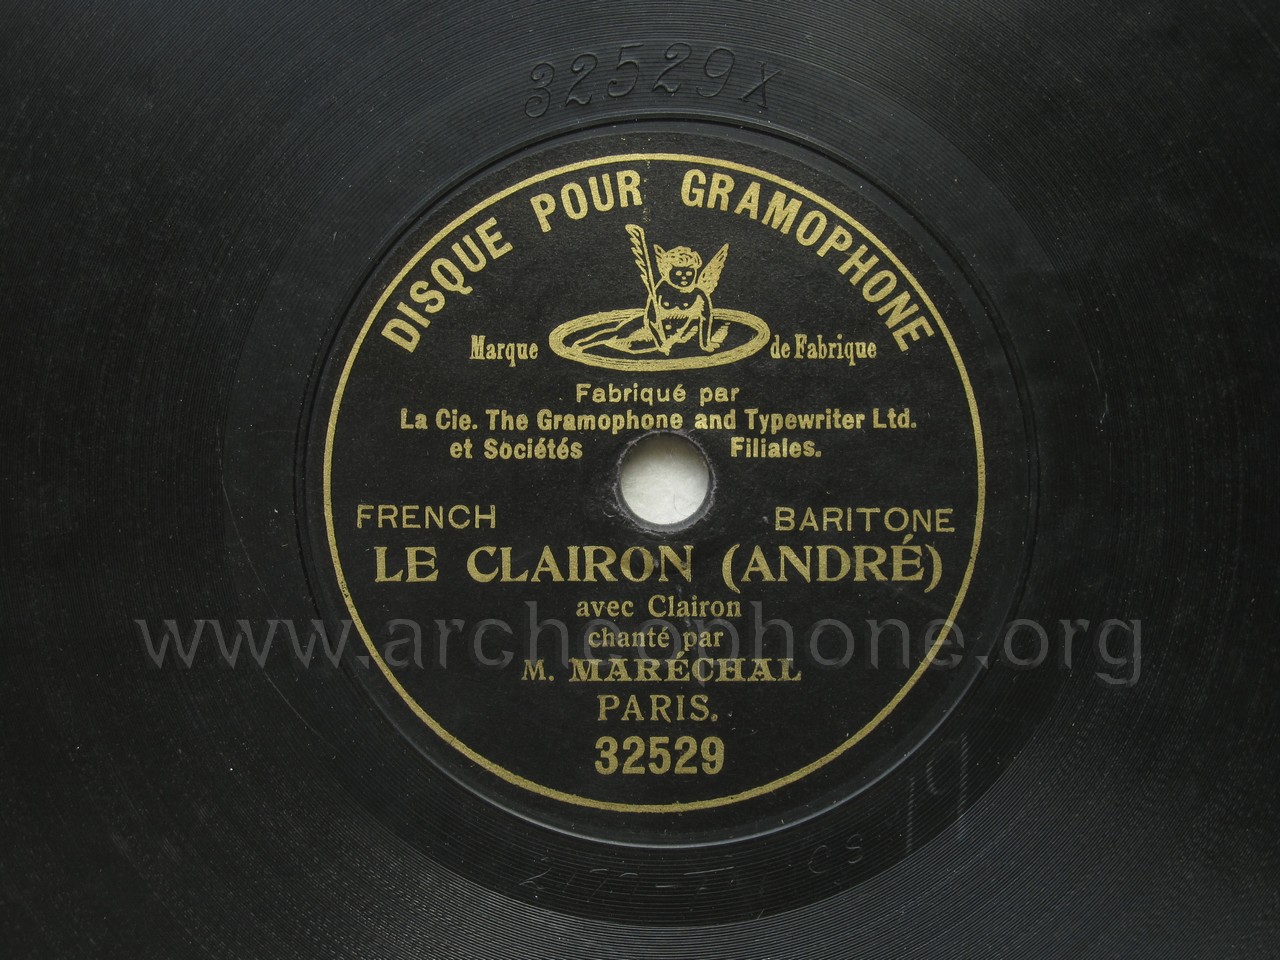 32529X
DISQUE POUR GRAMOPHONE
Marque de Fabrique
Fabriqué par
La Cie. The Gramophone and Typewriter Ltd.
et Sociétés Filiales.
FRENCH BARITONE
LE CLAIRON (ANDRÉ)
avec Clairon
www.archeophone.org
chanté par
M. MARÉCHAL
PARIS.
32529